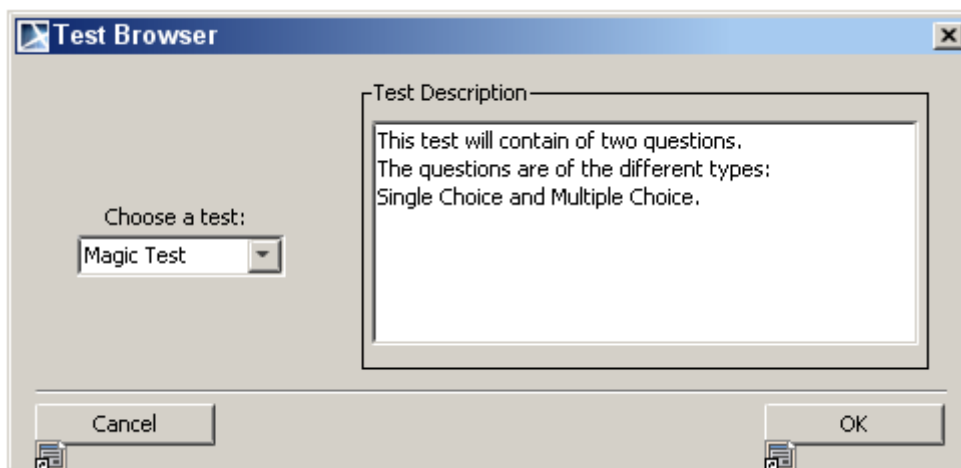 Test Browser
Test Description
This test will contain of two questions.
The questions are of the different types:
Single Choice and Multiple Choice.
Choose a test:
Magic Test
Cancel
OK